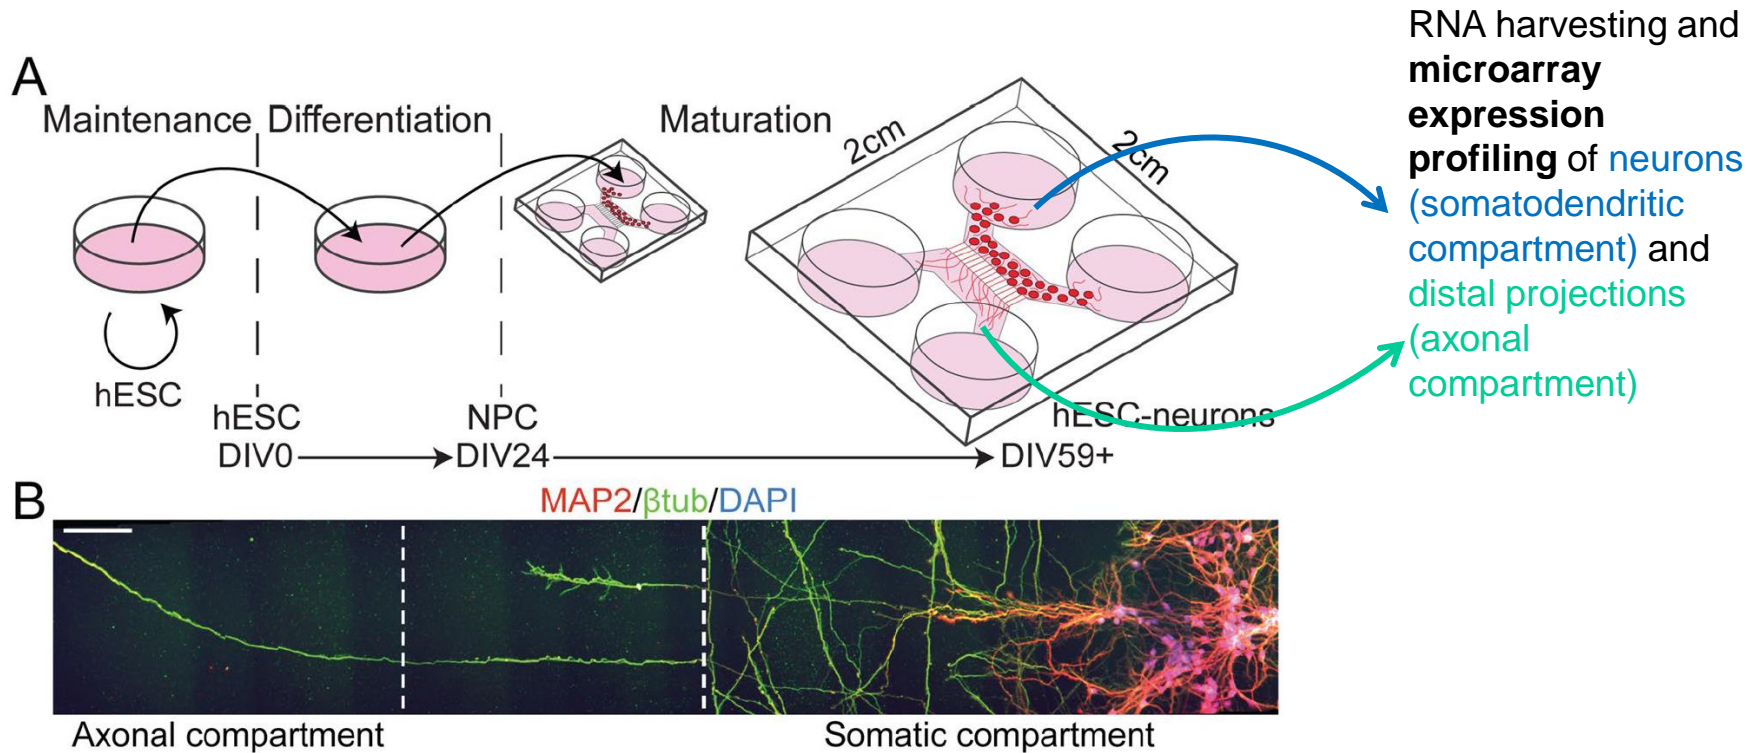 A
Maintenance
Differentiation
Maturation
2cm
2cm
hESC
hESC
DIV0
NPC
DIV24
hESC-neurons
DIV59+
RNA harvesting and
microarray
expression
profiling of neurons
(somatodendritic
compartment) and
distal projections
(axonal
compartment)
B
MAP2/βtub/DAPI
Axonal compartment
Somatic compartment